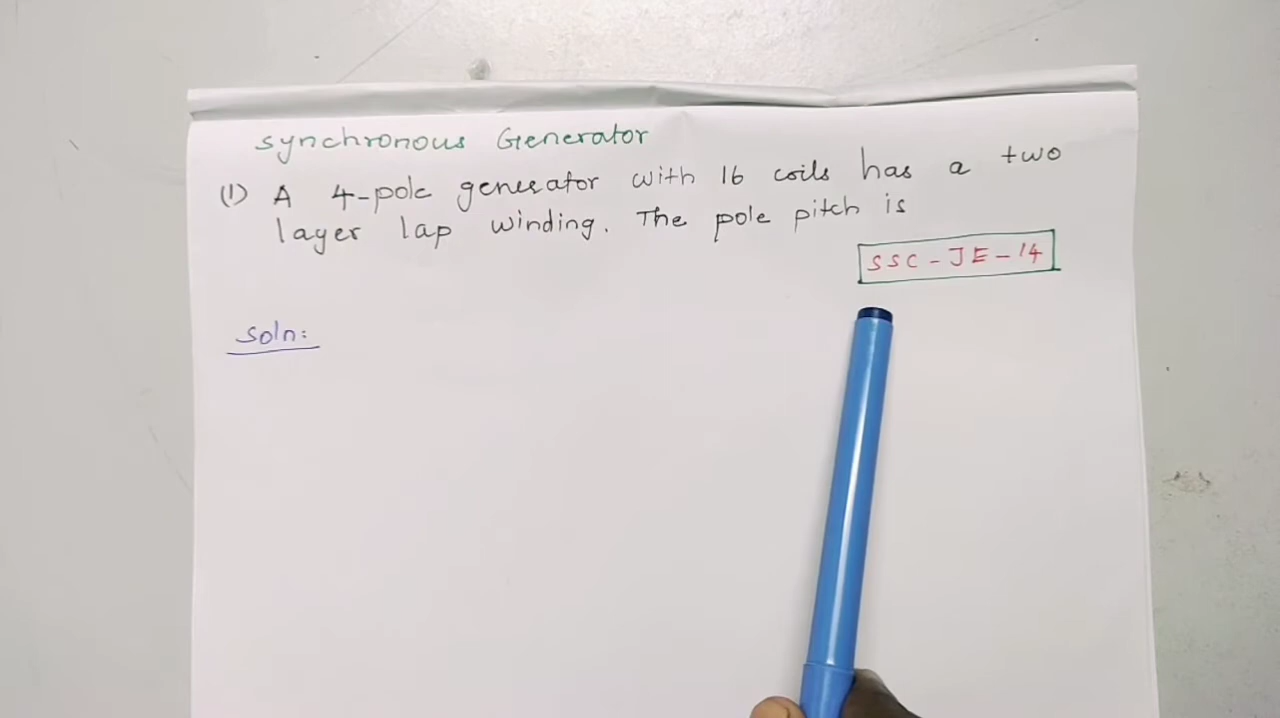 Synchronous Generator
(1) A 4-pole generator with 16 coils has a two
layer lap winding. The pole pitch is
SSC-JE-14
Soln: